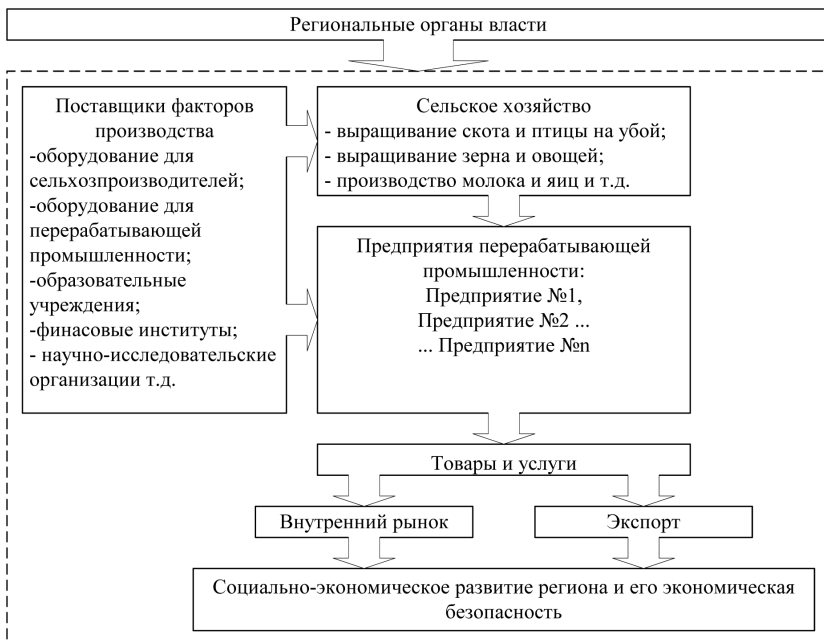 Региональные органы власти
Поставщики факторов
производства
-оборудование для
сельхозпроизводителей;
-оборудование для
перерабатывающей
промышленности;
-образовательные
учреждения;
-финасовые институты;
- научно-исследовательские
организации т.д.
Сельское хозяйство
- выращивание скота и птицы на убой;
- выращивание зерна и овощей;
- производство молока и яиц и т.д.
Предприятия перерабатывающей
промышленности:
Предприятие №1,
Предприятие №2 ...
... Предприятие №n
Товары и услуги
Внутренний рынок
Экспорт
Социально-экономическое развитие региона и его экономическая
безопасность